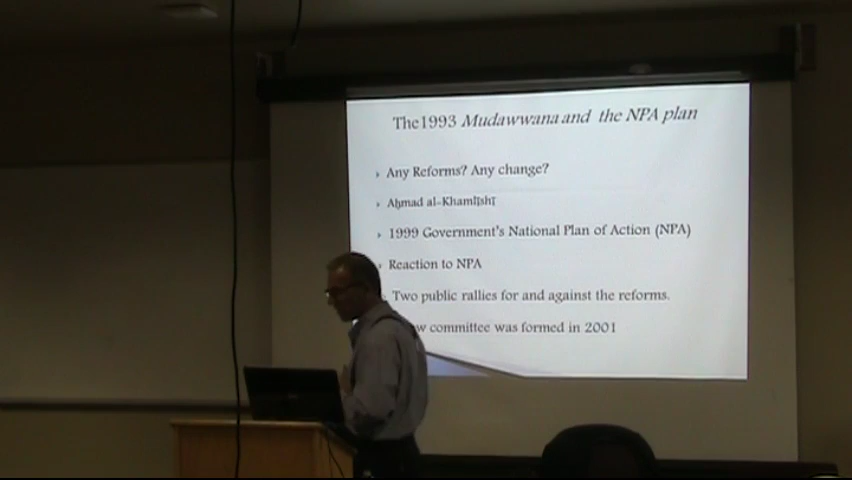 The 1993 Mudawwana and the NPA plan
Any Reforms? Any change?
Aḥmad al-Khamlīshī
1999 Government's National Plan of Action (NPA)
Reaction to NPA
Two public rallies for and against the reforms.
committee was formed in 2001